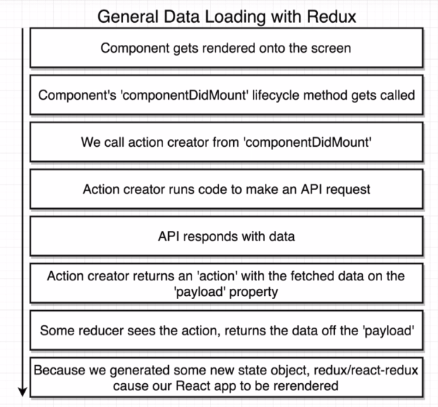 General Data Loading with Redux
Component gets rendered onto the screen
Component's 'componentDidMount' lifecycle method gets called
We call action creator from 'componentDidMount'
Action creator runs code to make an API request
API responds with data
Action creator returns an 'action' with the fetched data on the
'payload' property
Some reducer sees the action, returns the data off the 'payload'
Because we generated some new state object, redux/react-redux
cause our React app to be rerendered